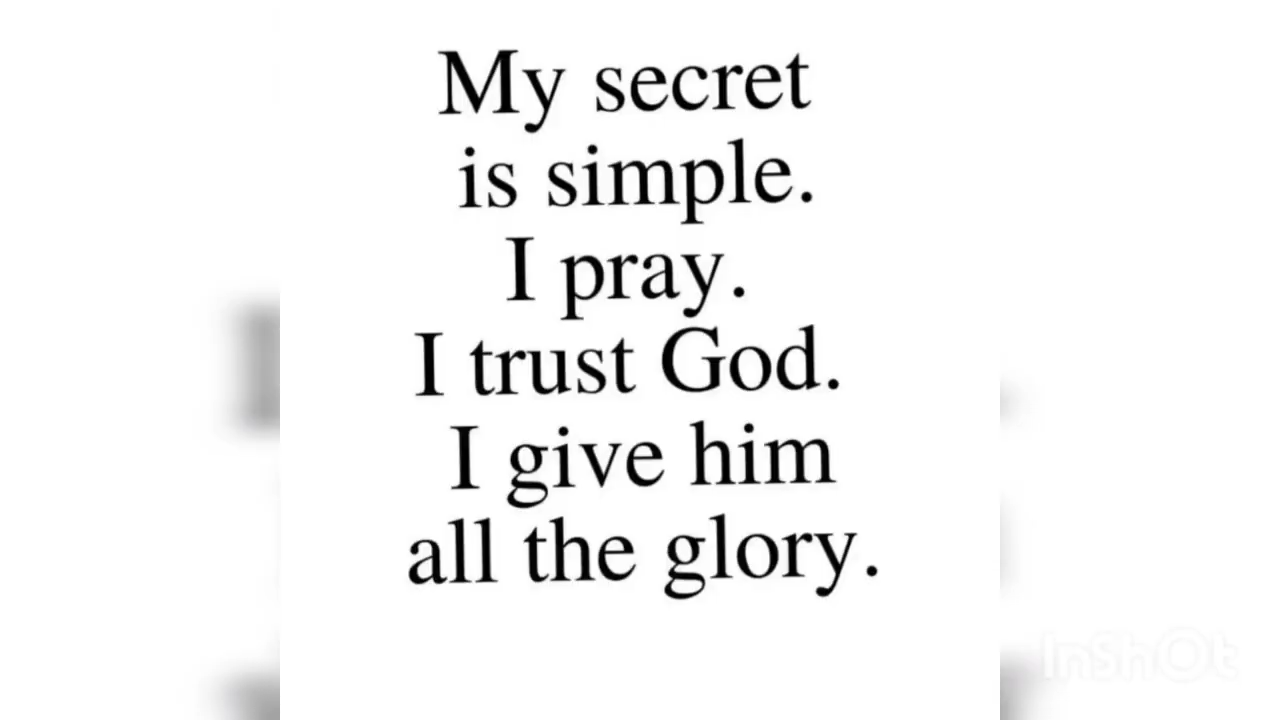 My secret
is simple.
I pray.
I trust God.
I give him
all the glory.
InShOt